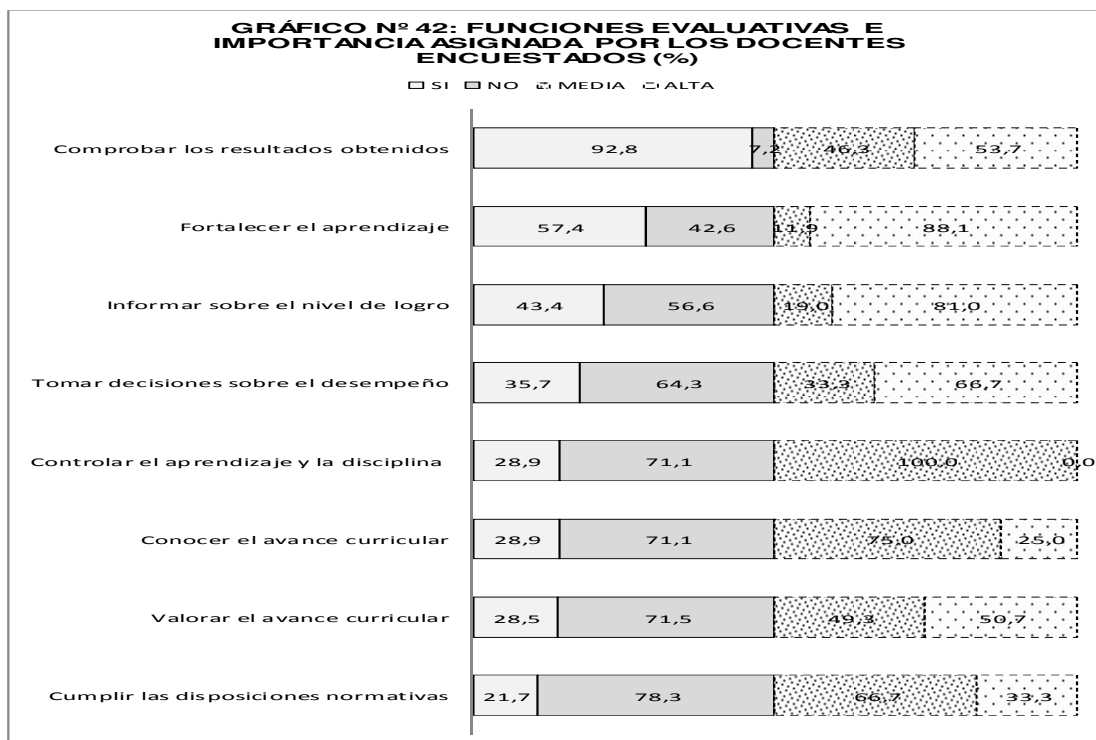 GRÁFICO Nº 42: FUNCIONES EVALUATIVAS E
IMPORTANCIA ASIGNADA POR LOS DOCENTES
ENCUESTADOS (%)
SI NO MEDIA ALTA
Comprobar los resultados obtenidos 92,8 7,2 46,3 53,7
Fortalecer el aprendizaje 57,4 42,6 11,9 88,1
Informar sobre el nivel de logro 43,4 56,6 19,0 81,0
Tomar decisiones sobre el desempeño 35,7 64,3 33,3 66,7
Controlar el aprendizaje y la disciplina 28,9 71,1 100,0 0,0
Conocer el avance curricular 28,9 71,1 75,0 25,0
Valorar el avance curricular 28,5 71,5 49,3 50,7
Cumplir las disposiciones normativas 21,7 78,3 66,7 33,3